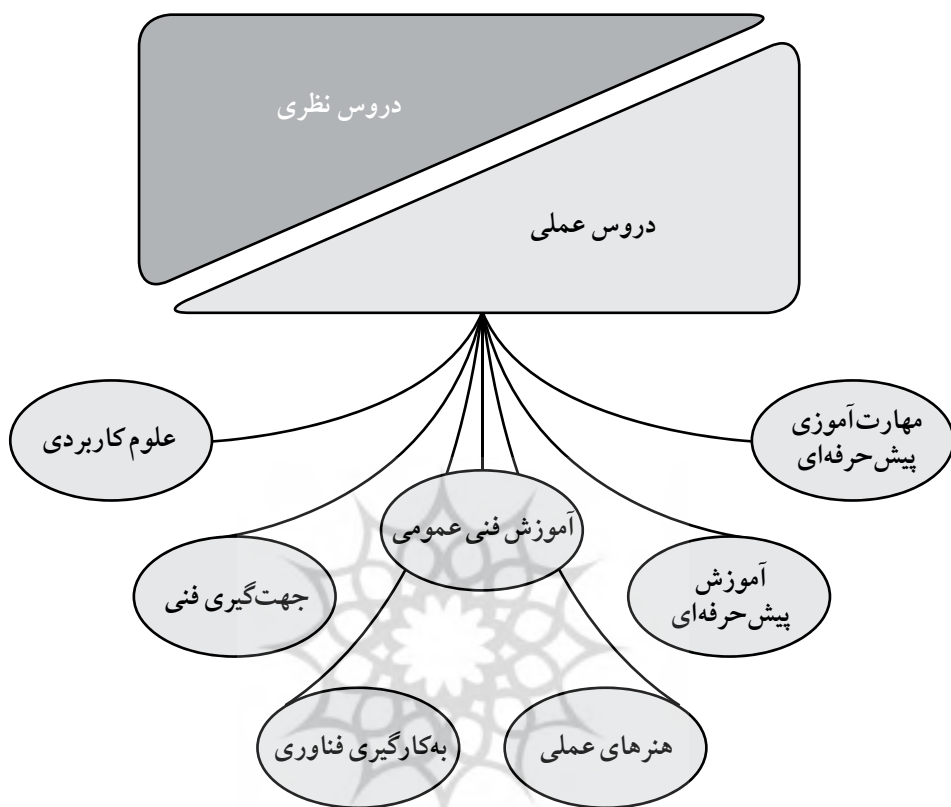 دروس نظری
دروس عملی
مهارت‌آموزی
پیش‌حرفه‌ای
علوم کاربردی
آموزش فنی عمومی
آموزش
پیش‌حرفه‌ای
جهت‌گیری فنی
هنرهای عملی
به‌کارگیری فناوری